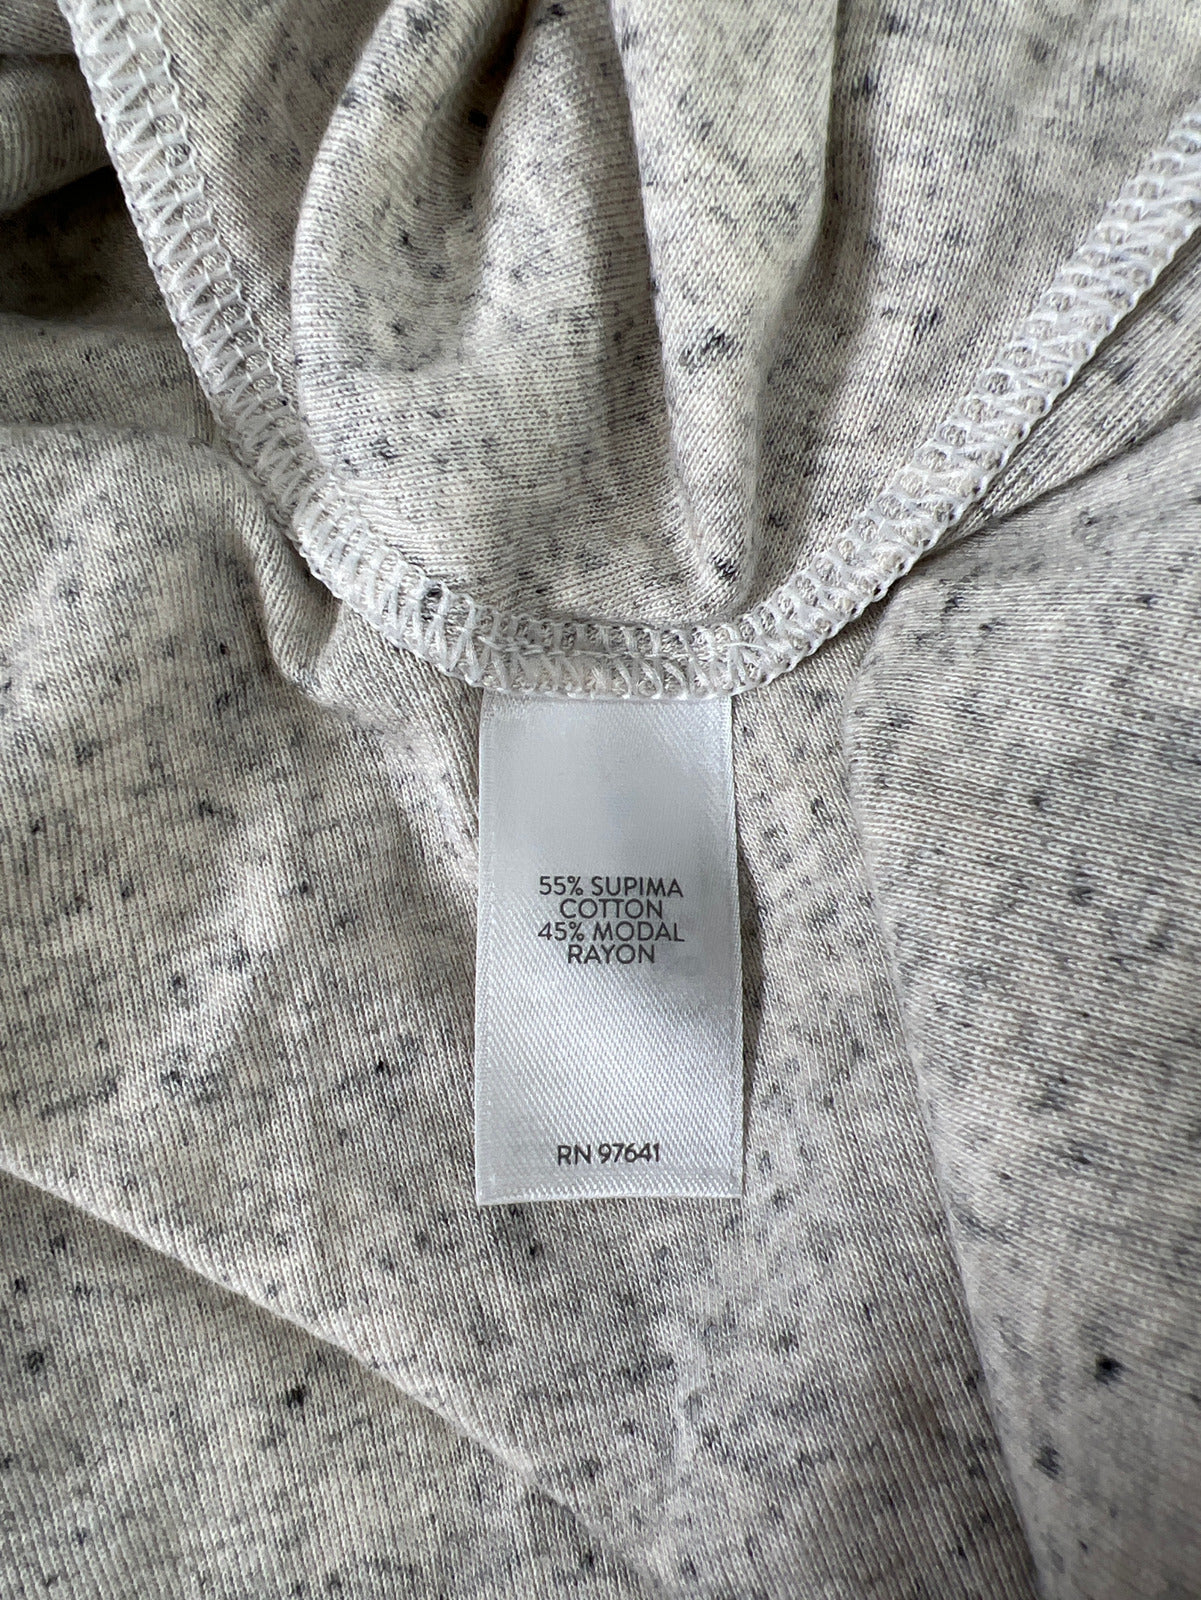 55% SUPIMA
COTTON
45% MODAL
RAYON
RN 97641